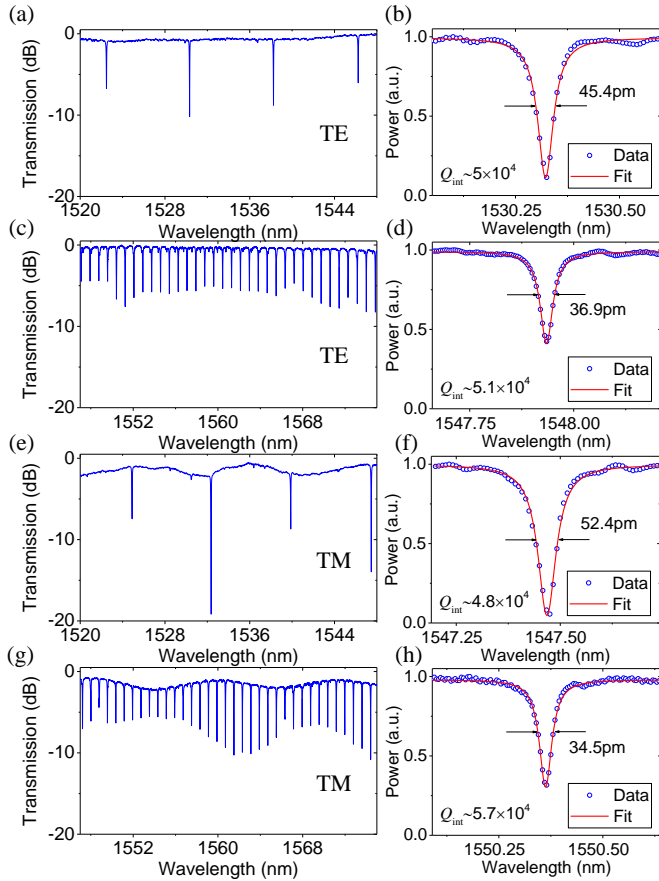 (a)
0
-10
-20
Transmission (dB)
TE
1520 1528 1536 1544
Wavelength (nm)
(b)
1.0
0.5
0.0
Power (a.u.)
45.4pm
Q_int~5×10^4
Data
Fit
1530.25 1530.50
Wavelength (nm)
(c)
0
-10
-20
Transmission (dB)
TE
1552 1560 1568
Wavelength (nm)
(d)
1.0
0.5
0.0
Power (a.u.)
36.9pm
Q_int~5.1×10^4
Data
Fit
1547.75 1548.00
Wavelength (nm)
(e)
0
-10
-20
Transmission (dB)
TM
1520 1528 1536 1544
Wavelength (nm)
(f)
1.0
0.5
0.0
Power (a.u.)
52.4pm
Q_int~4.8×10^4
Data
Fit
1547.25 1547.50
Wavelength (nm)
(g)
0
-10
-20
Transmission (dB)
TM
1552 1560 1568
Wavelength (nm)
(h)
1.0
0.5
0.0
Power (a.u.)
34.5pm
Q_int~5.7×10^4
Data
Fit
1550.25 1550.50
Wavelength (nm)